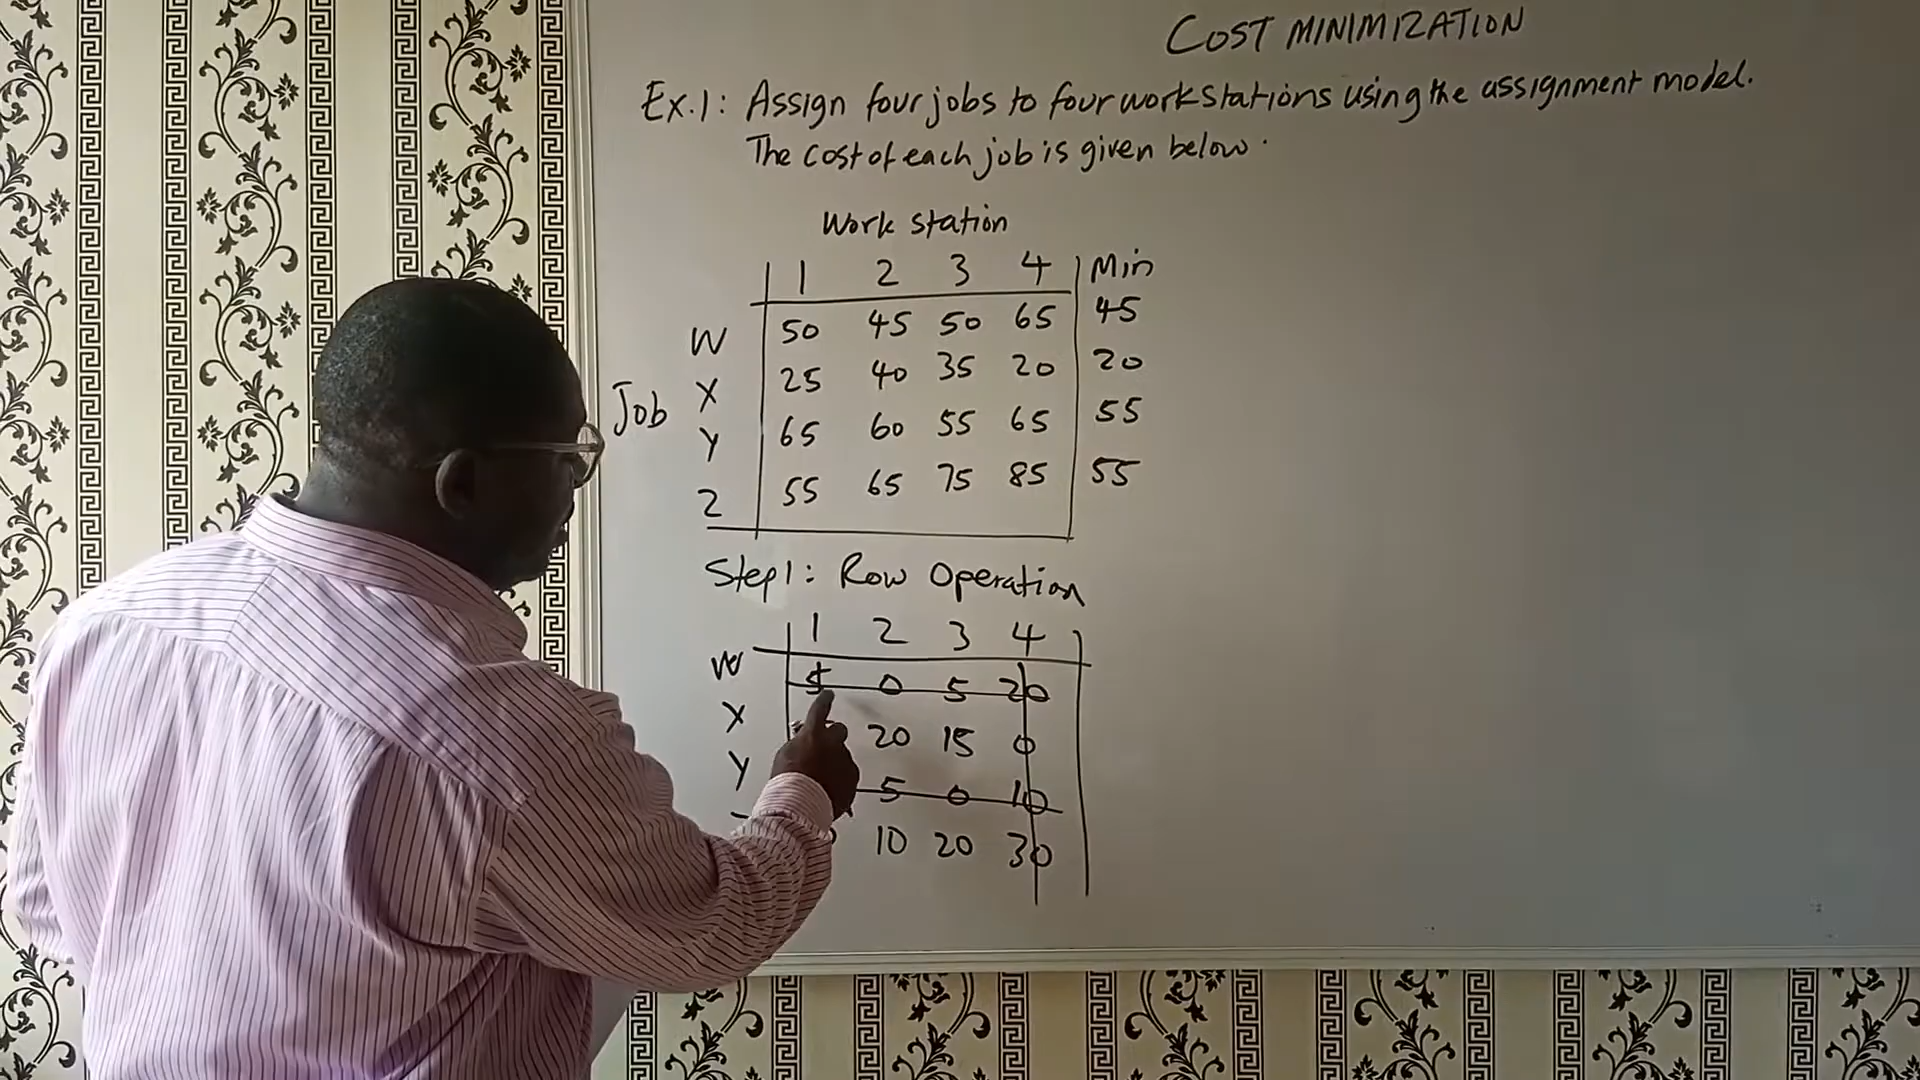 COST MINIMIZATION
Ex.1: Assign four jobs to four workstations using the assignment model.
The cost of each job is given below.
Work station
1 2 3 4 Min
W 50 45 50 65 45
X 25 40 35 20 20
Job
Y 65 60 55 65 55
Z 55 65 75 85 55
Step 1: Row Operation
1 2 3 4
W 5 0 5 20
X 20 15 0
Y 5 0 10
10 20 30